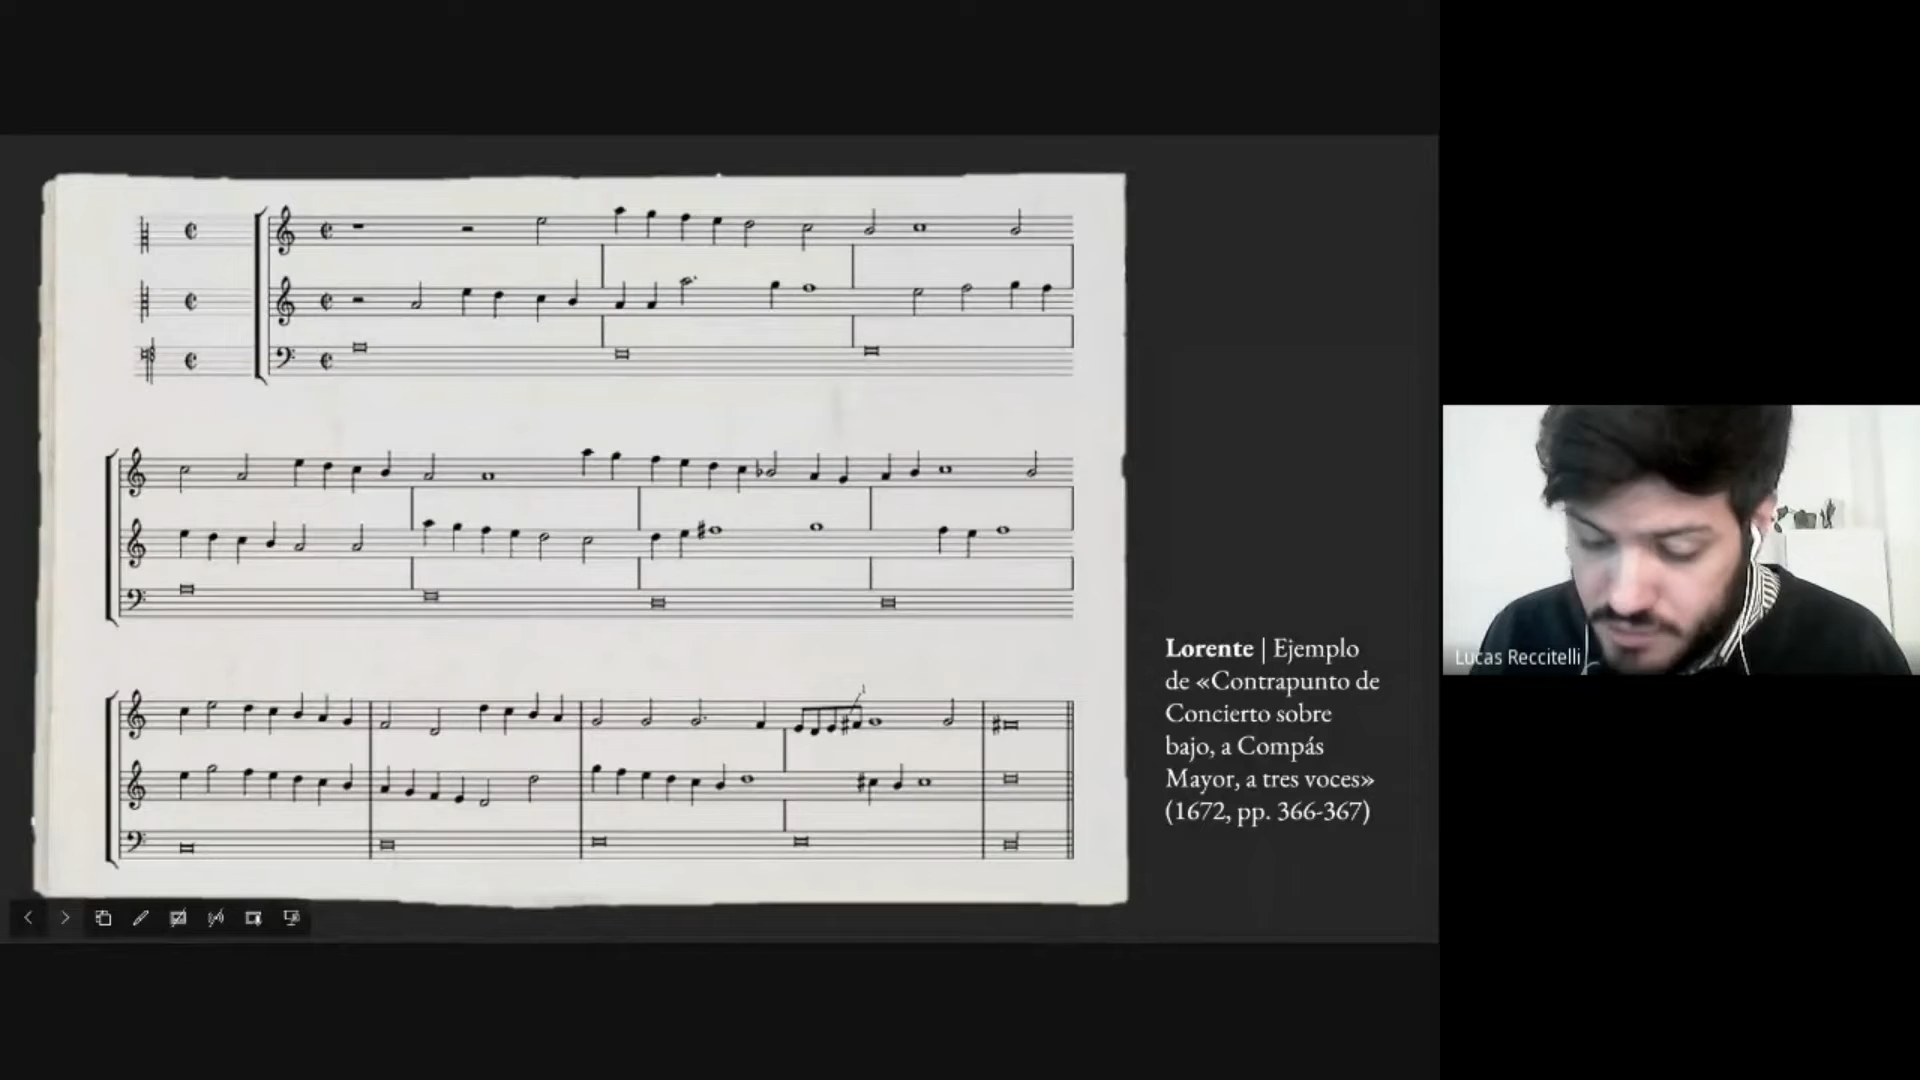 Lorente | Ejemplo
de «Contrapunto de
Concierto sobre
bajo, a Compás
Mayor, a tres voces»
(1672, pp. 366-367)
Lucas Reccitelli